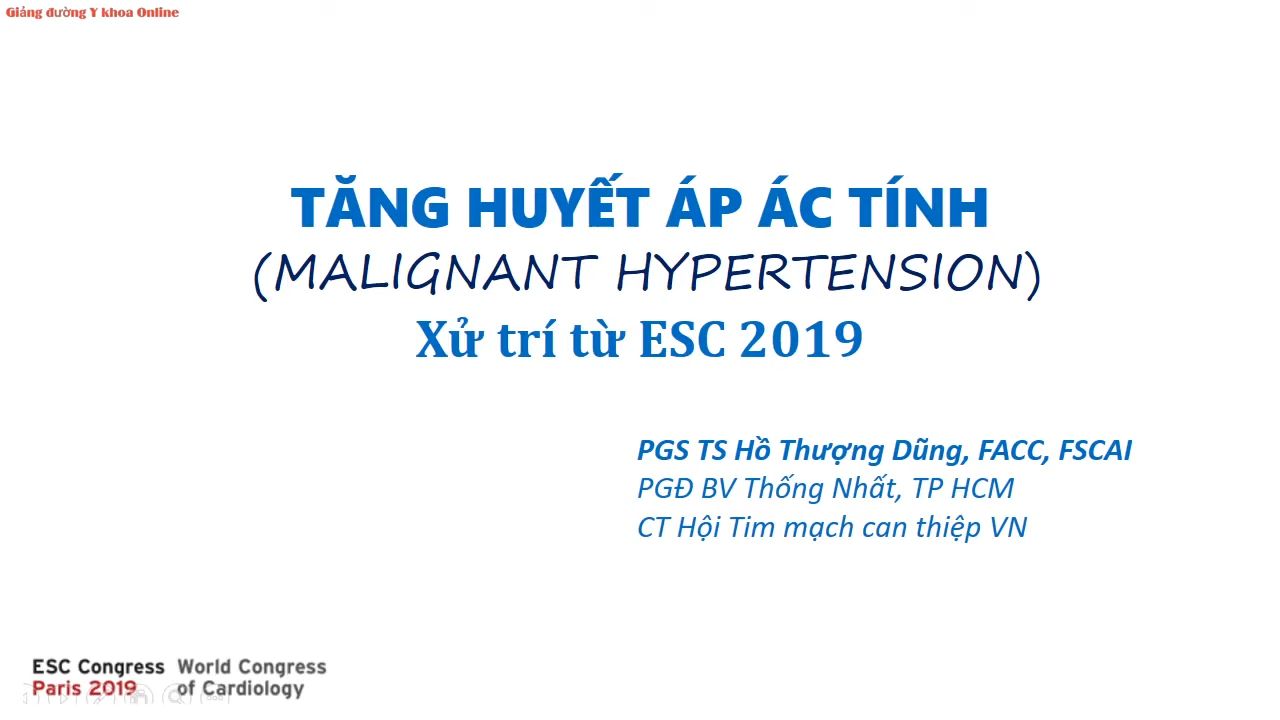 Giảng đường Y khoa Online
TĂNG HUYẾT ÁP ÁC TÍNH
(MALIGNANT HYPERTENSION)
Xử trí từ ESC 2019
PGS TS Hồ Thượng Dũng, FACC, FSCAI
PGĐ BV Thống Nhất, TP HCM
CT Hội Tim mạch can thiệp VN
ESC Congress World Congress
Paris 2019 of Cardiology